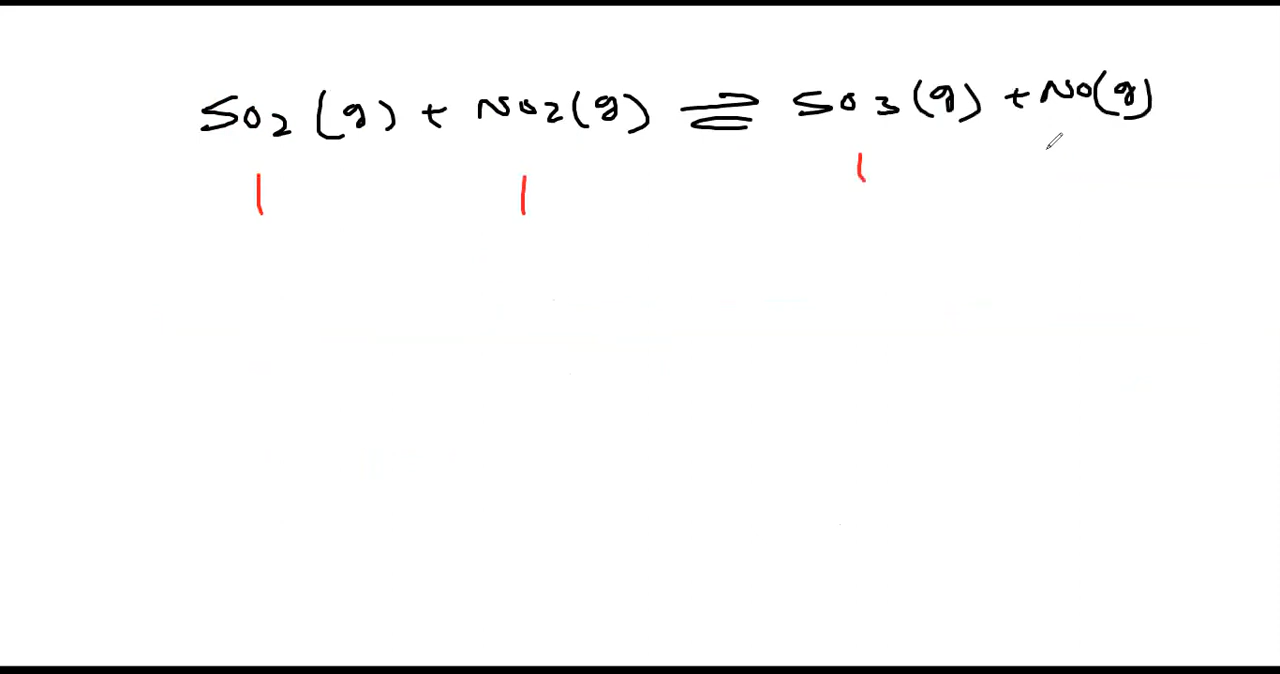 SO2(g) + NO2(g) ⇌ SO3(g) + NO(g)
1 1 1